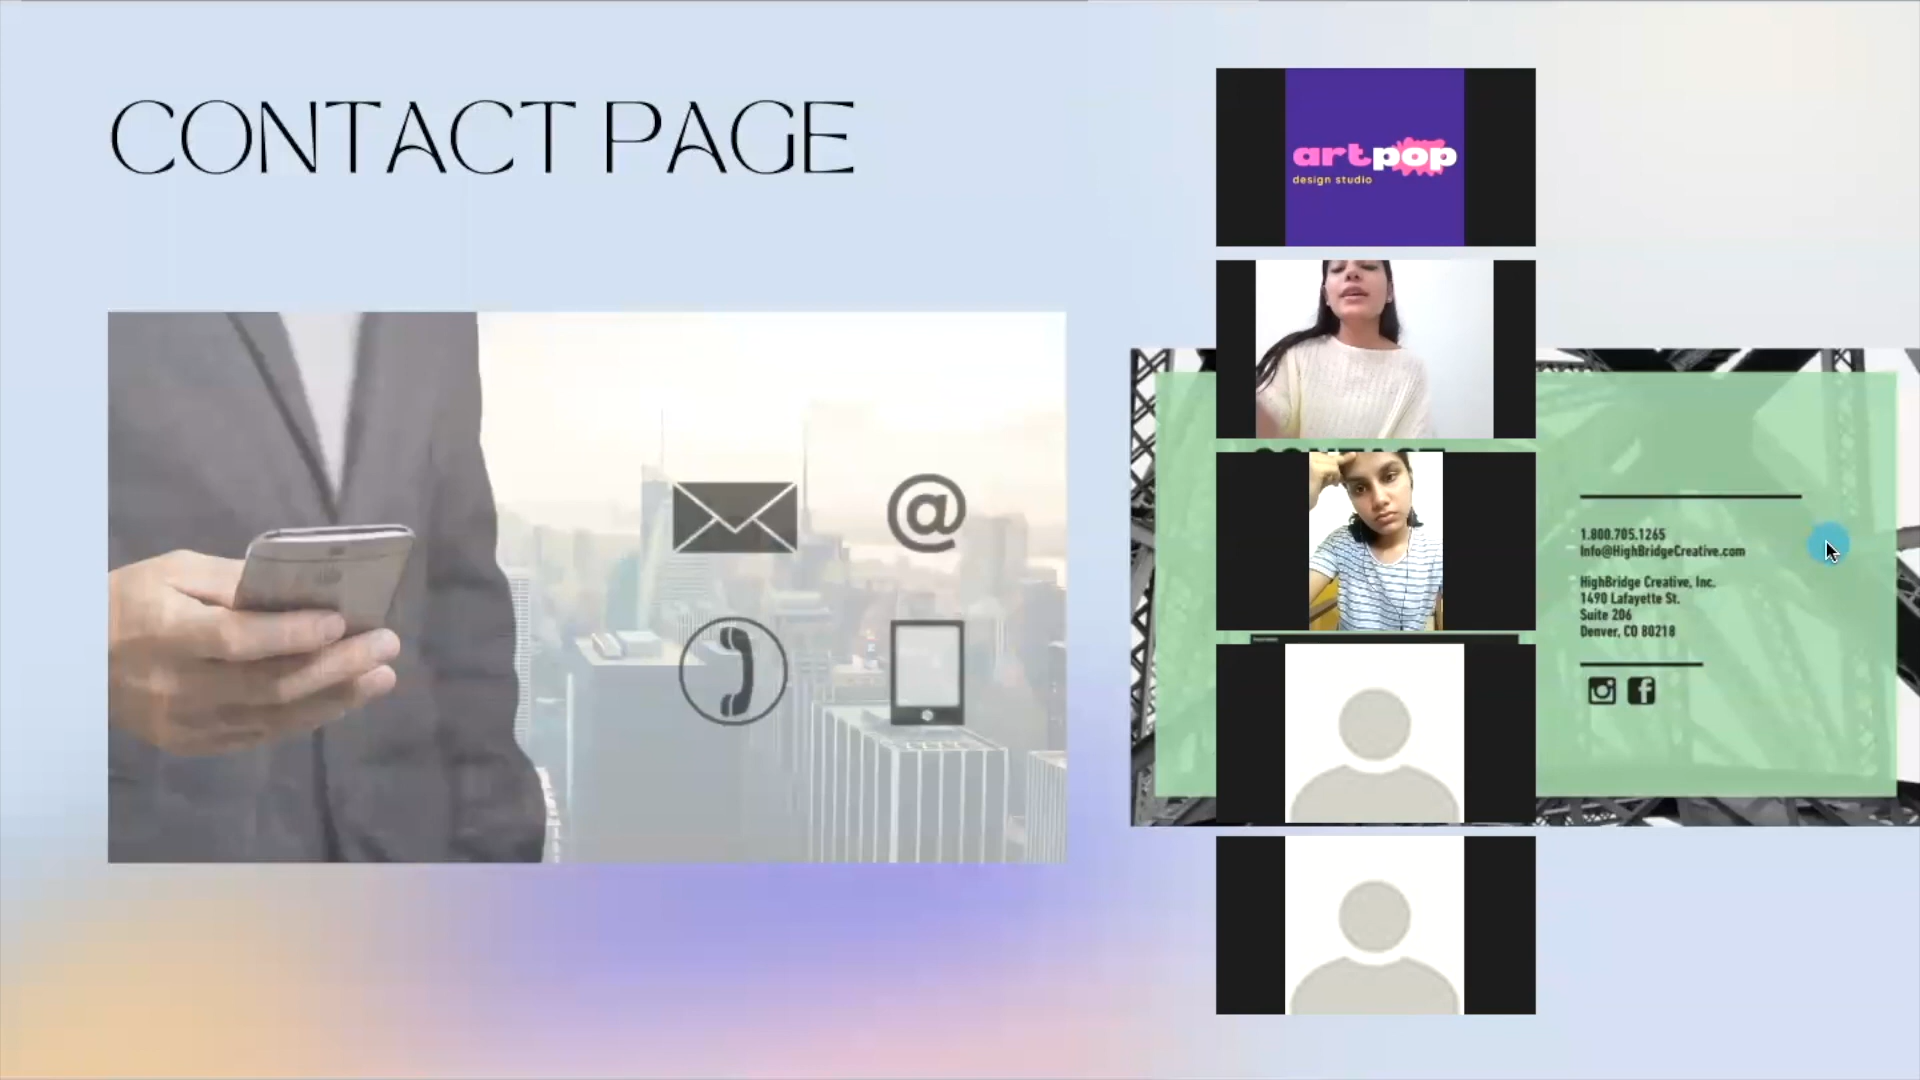 CONTACT PAGE
artpop
design studio
@
1.800.705.1265
Info@HighBridgeCreative.com
HighBridge Creative, Inc.
1490 Lafayette St.
Suite 206
Denver, CO 80218